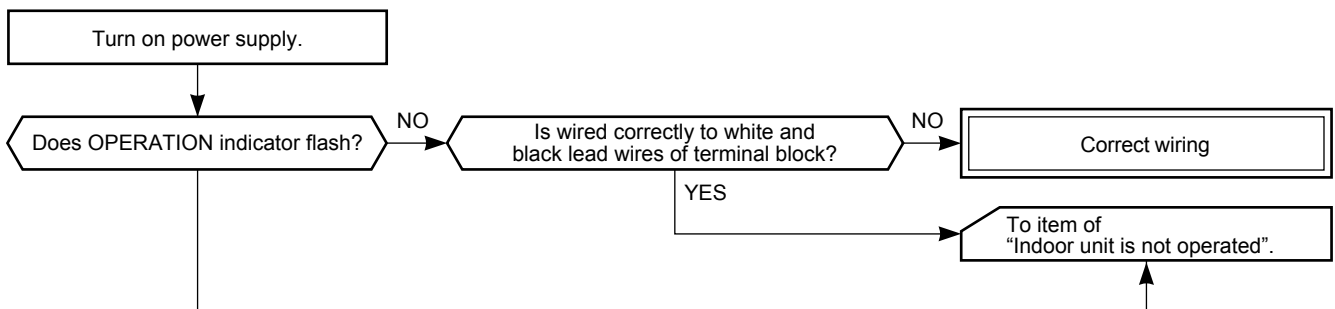 Turn on power supply.
Does OPERATION indicator flash?
NO
Is wired correctly to white and
black lead wires of terminal block?
NO
Correct wiring
YES
To item of
“Indoor unit is not operated”.